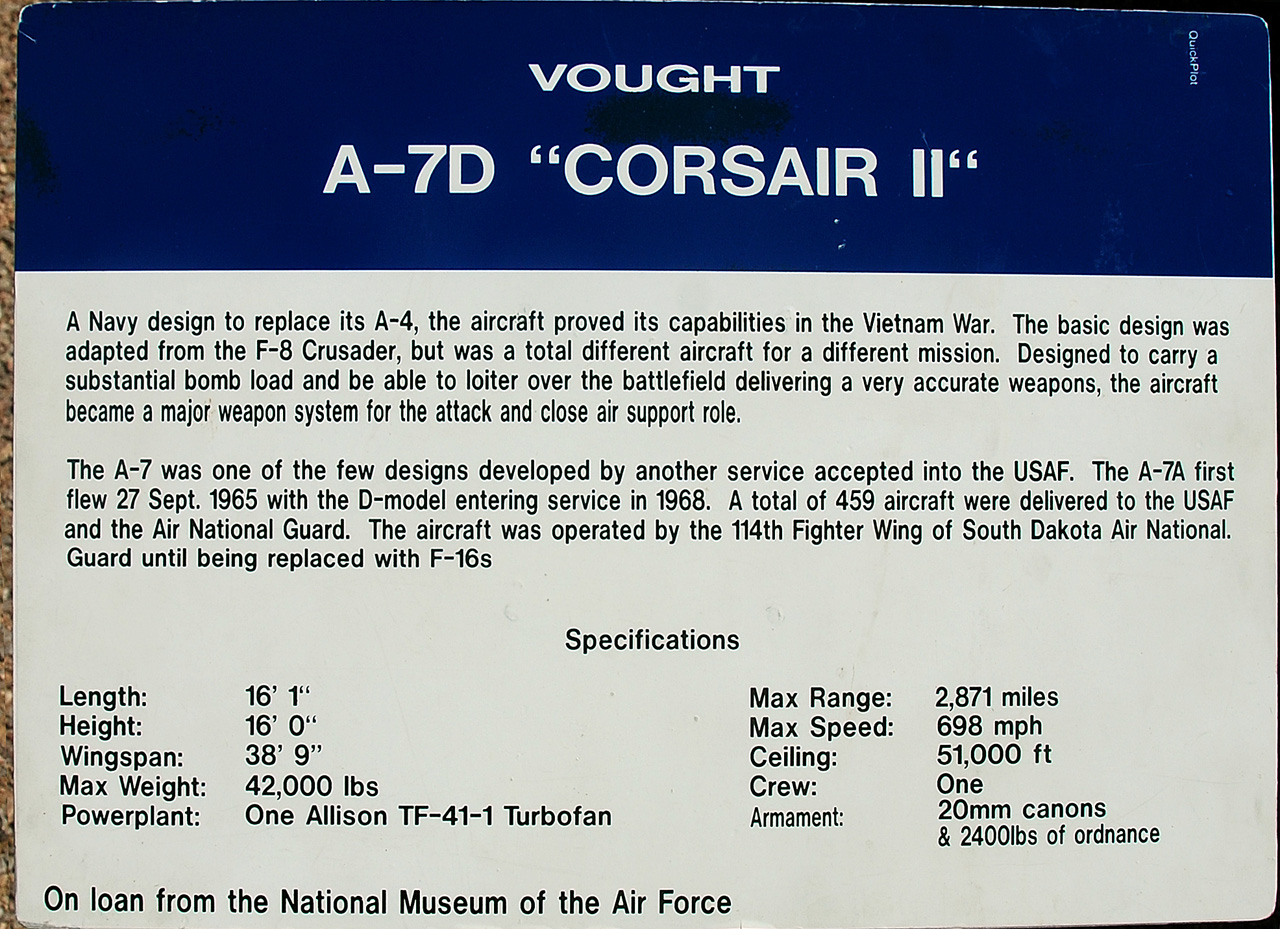 QuickPlot
VOUGHT
A-7D “CORSAIR II“
A Navy design to replace its A-4, the aircraft proved its capabilities in the Vietnam War. The basic design was
adapted from the F-8 Crusader, but was a total different aircraft for a different mission. Designed to carry a
substantial bomb load and be able to loiter over the battlefield delivering a very accurate weapons, the aircraft
became a major weapon system for the attack and close air support role.
The A-7 was one of the few designs developed by another service accepted into the USAF. The A-7A first
flew 27 Sept. 1965 with the D-model entering service in 1968. A total of 459 aircraft were delivered to the USAF
and the Air National Guard. The aircraft was operated by the 114th Fighter Wing of South Dakota Air National.
Guard until being replaced with F-16s
Specifications
Length: 16’ 1“
Height: 16’ 0“
Wingspan: 38’ 9”
Max Weight: 42,000 lbs
Powerplant: One Allison TF-41-1 Turbofan
Max Range: 2,871 miles
Max Speed: 698 mph
Ceiling: 51,000 ft
Crew: One
Armament: 20mm canons
& 2400lbs of ordnance
On loan from the National Museum of the Air Force